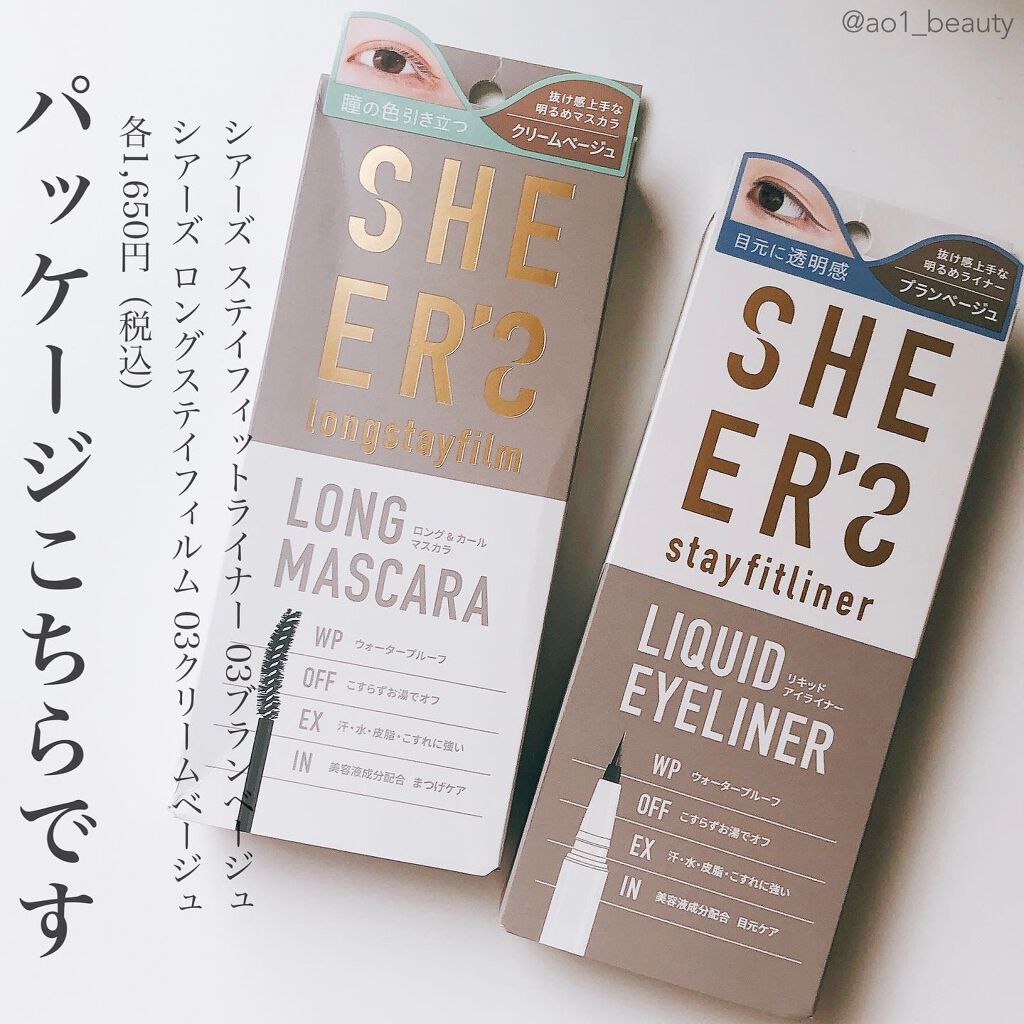 @ao1_beauty
パッケージこちらです
シアーズ ステイフィットライナー 03ブランベージュ
シアーズ ロングステイフィルム 03クリームベージュ
各1,650円(税込)
瞳の色引き立つ
抜け感上手な
明るめマスカラ
クリームベージュ
SHE
ER'S
longstayfilm
LONG
MASCARA
ロング&カール
マスカラ
WP ウォータープルーフ
OFF こすらずお湯でオフ
EX 汗・水・皮脂・こすれに強い
IN 美容液成分配合 まつげケア
目元に透明感
抜け感上手な
明るめライナー
ブランベージュ
SHE
ER'S
stayfitliner
LIQUID
EYELINER
リキッド
アイライナー
WP ウォータープルーフ
OFF こすらずお湯でオフ
EX 汗・水・皮脂・こすれに強い
IN 美容液成分配合 目元ケア